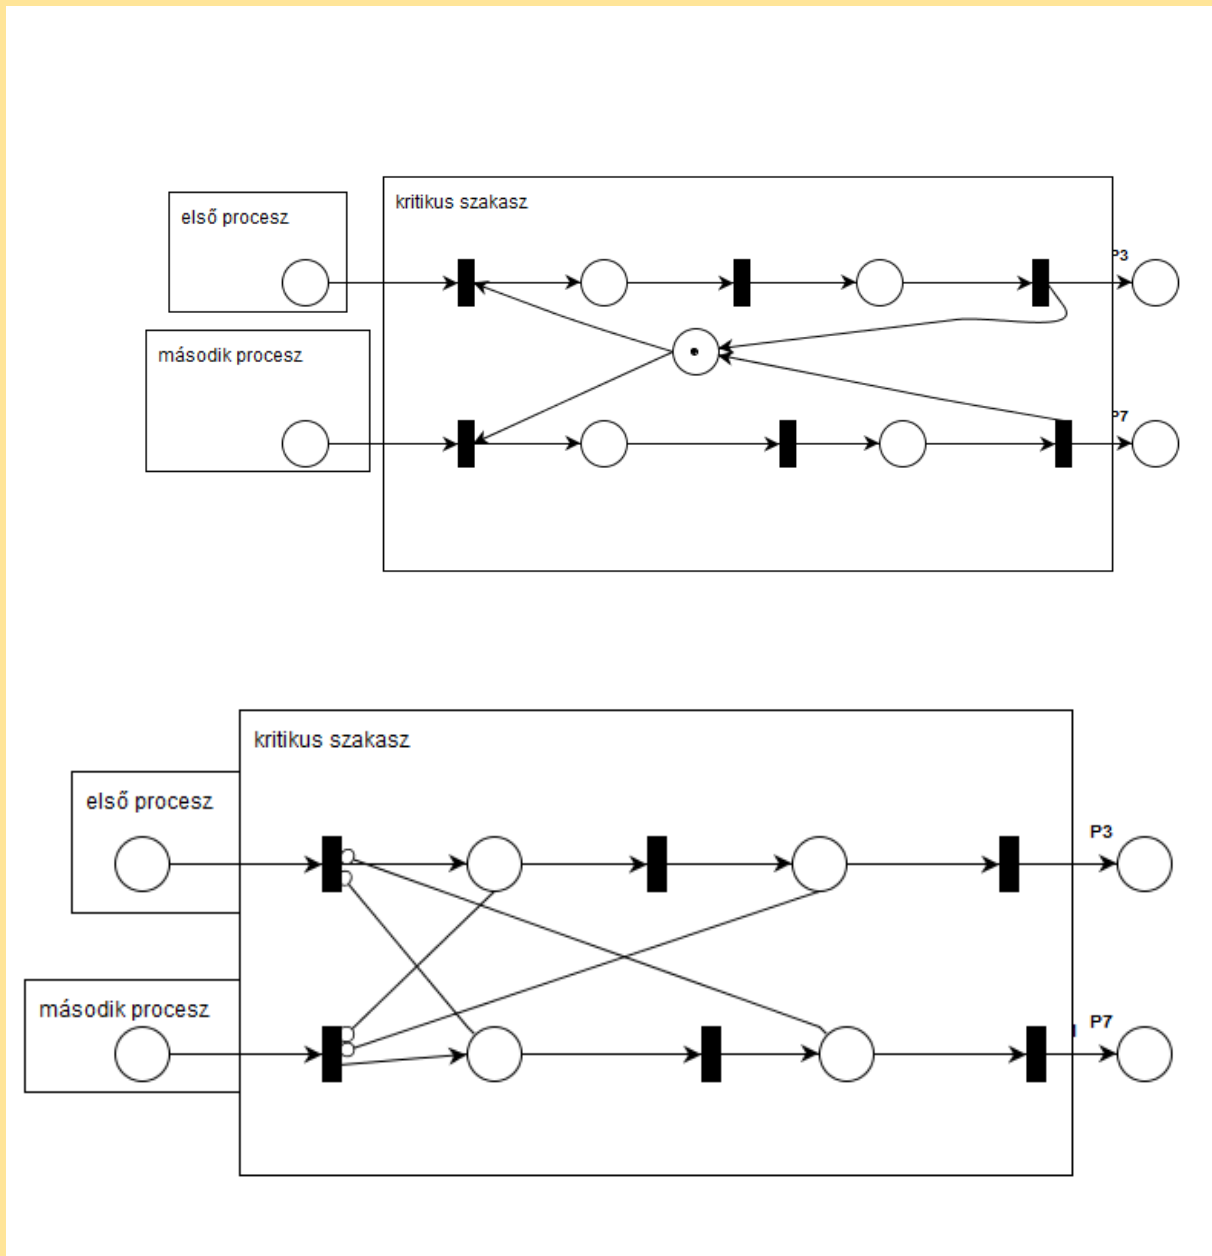 első procesz
kritikus szakasz
P3
második procesz
P7
kritikus szakasz
első procesz
P3
második procesz
P7